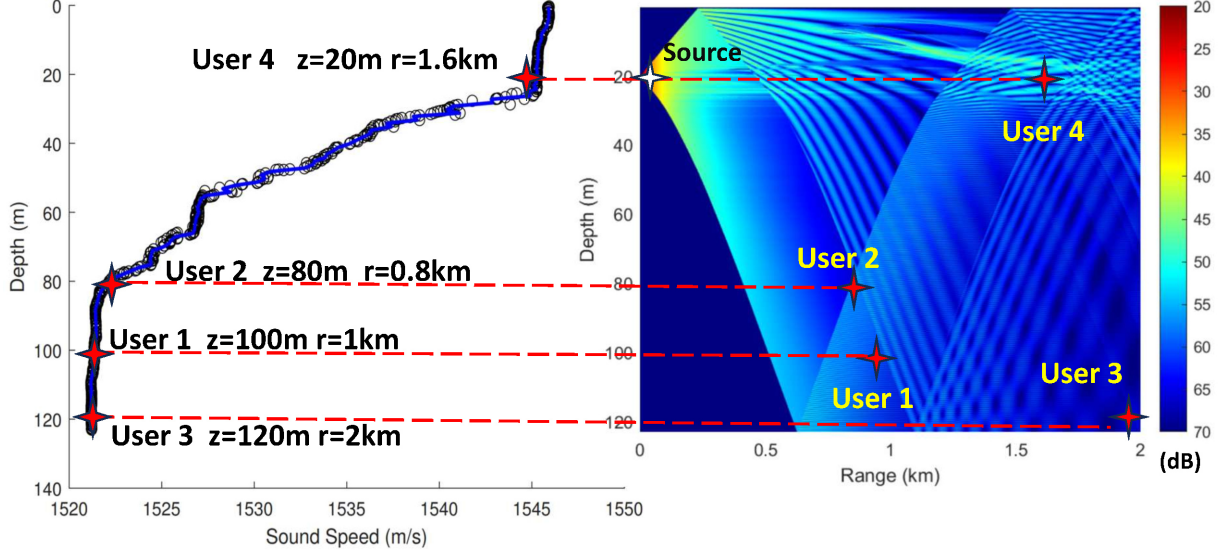 0
20
40
60
80
100
120
140
Depth (m)
1520
1525
1530
1535
1540
1545
1550
Sound Speed (m/s)
User 4 z=20m r=1.6km
User 2 z=80m r=0.8km
User 1 z=100m r=1km
User 3 z=120m r=2km
Source
User 4
User 2
User 1
User 3
20
40
60
80
100
120
Depth (m)
0
0.5
1
1.5
2
Range (km)
20
25
30
35
40
45
50
55
60
65
70
(dB)